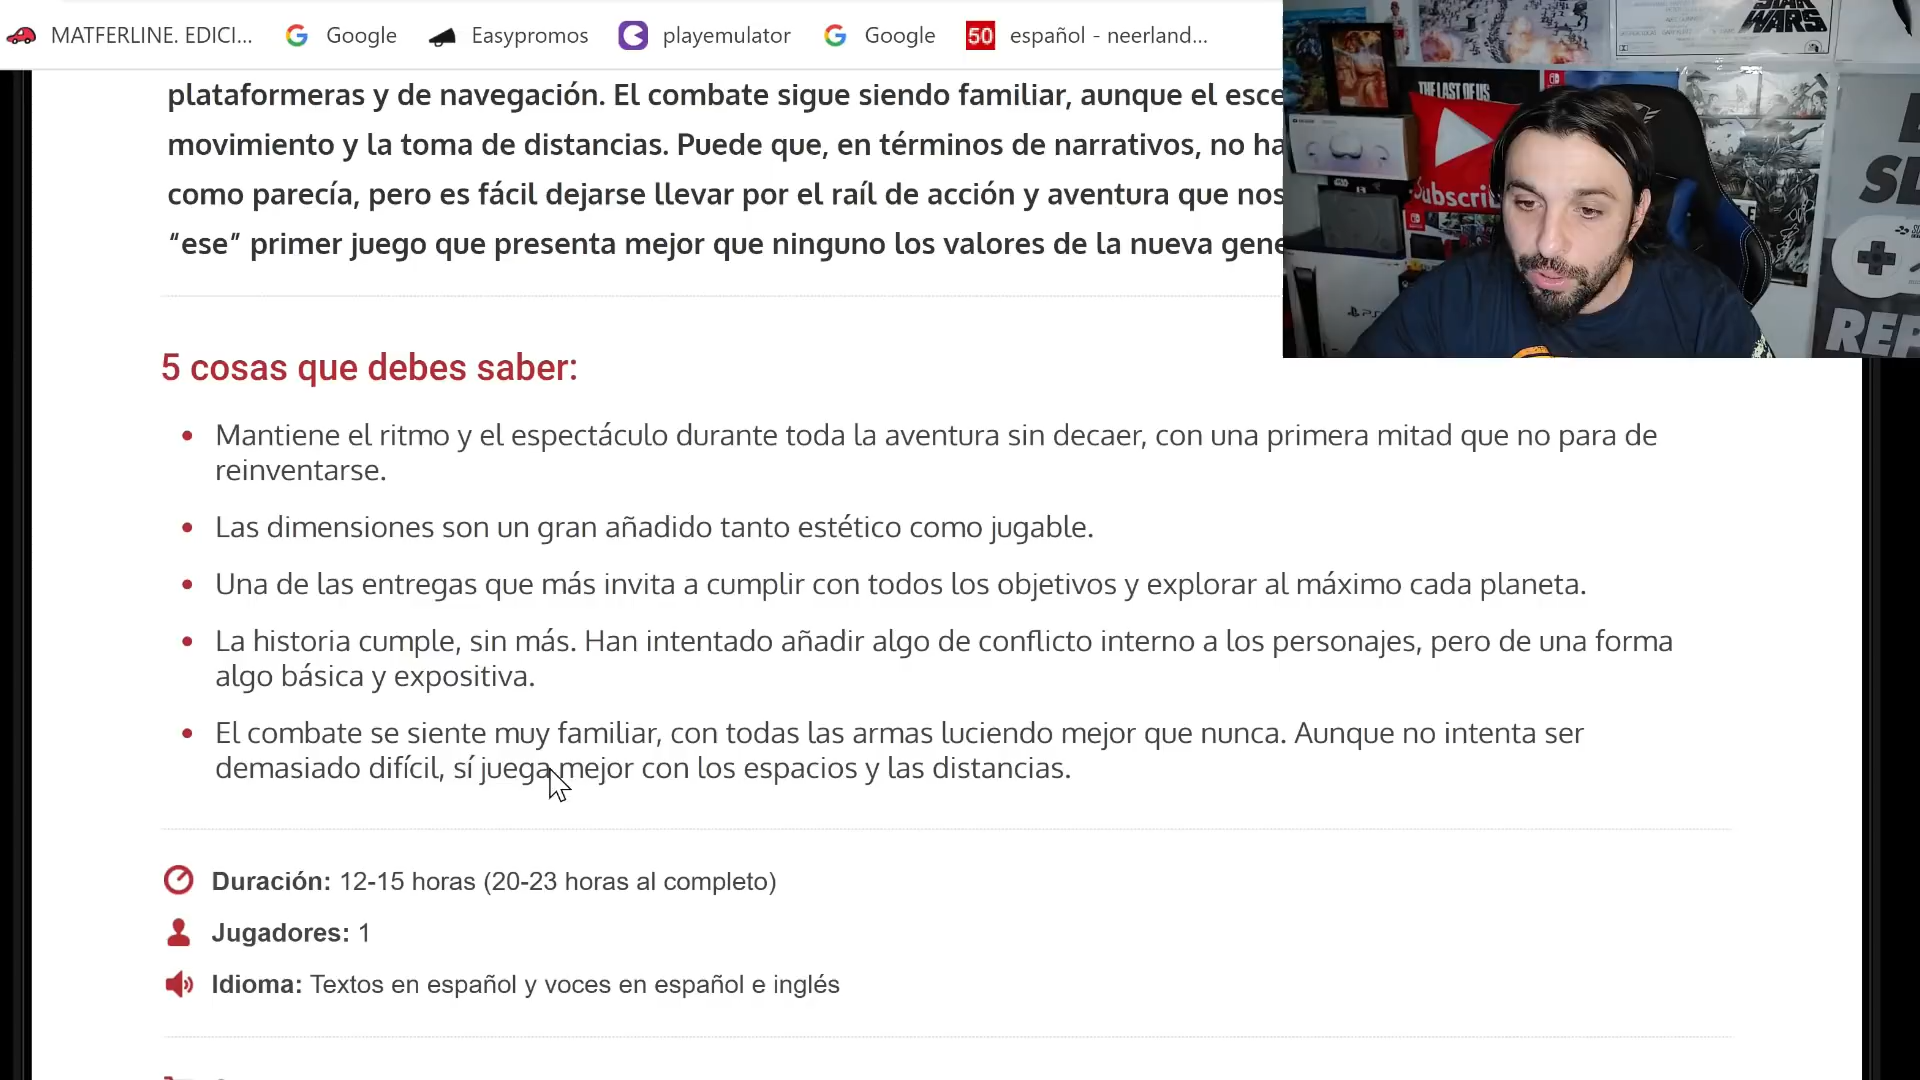 MATFERLINE. EDICI... Google Easypromos playemulator Google 50 español - neerland...
plataformeras y de navegación. El combate sigue siendo familiar, aunque el esce
movimiento y la toma de distancias. Puede que, en términos de narrativos, no ha
como parecía, pero es fácil dejarse llevar por el raíl de acción y aventura que nos
“ese” primer juego que presenta mejor que ninguno los valores de la nueva gene
STAR
WARS
THE LAST OF US
Subscri
REP
5 cosas que debes saber:
Mantiene el ritmo y el espectáculo durante toda la aventura sin decaer, con una primera mitad que no para de
reinventarse.
Las dimensiones son un gran añadido tanto estético como jugable.
Una de las entregas que más invita a cumplir con todos los objetivos y explorar al máximo cada planeta.
La historia cumple, sin más. Han intentado añadir algo de conflicto interno a los personajes, pero de una forma
algo básica y expositiva.
El combate se siente muy familiar, con todas las armas luciendo mejor que nunca. Aunque no intenta ser
demasiado difícil, sí juega mejor con los espacios y las distancias.
Duración: 12-15 horas (20-23 horas al completo)
Jugadores: 1
Idioma: Textos en español y voces en español e inglés